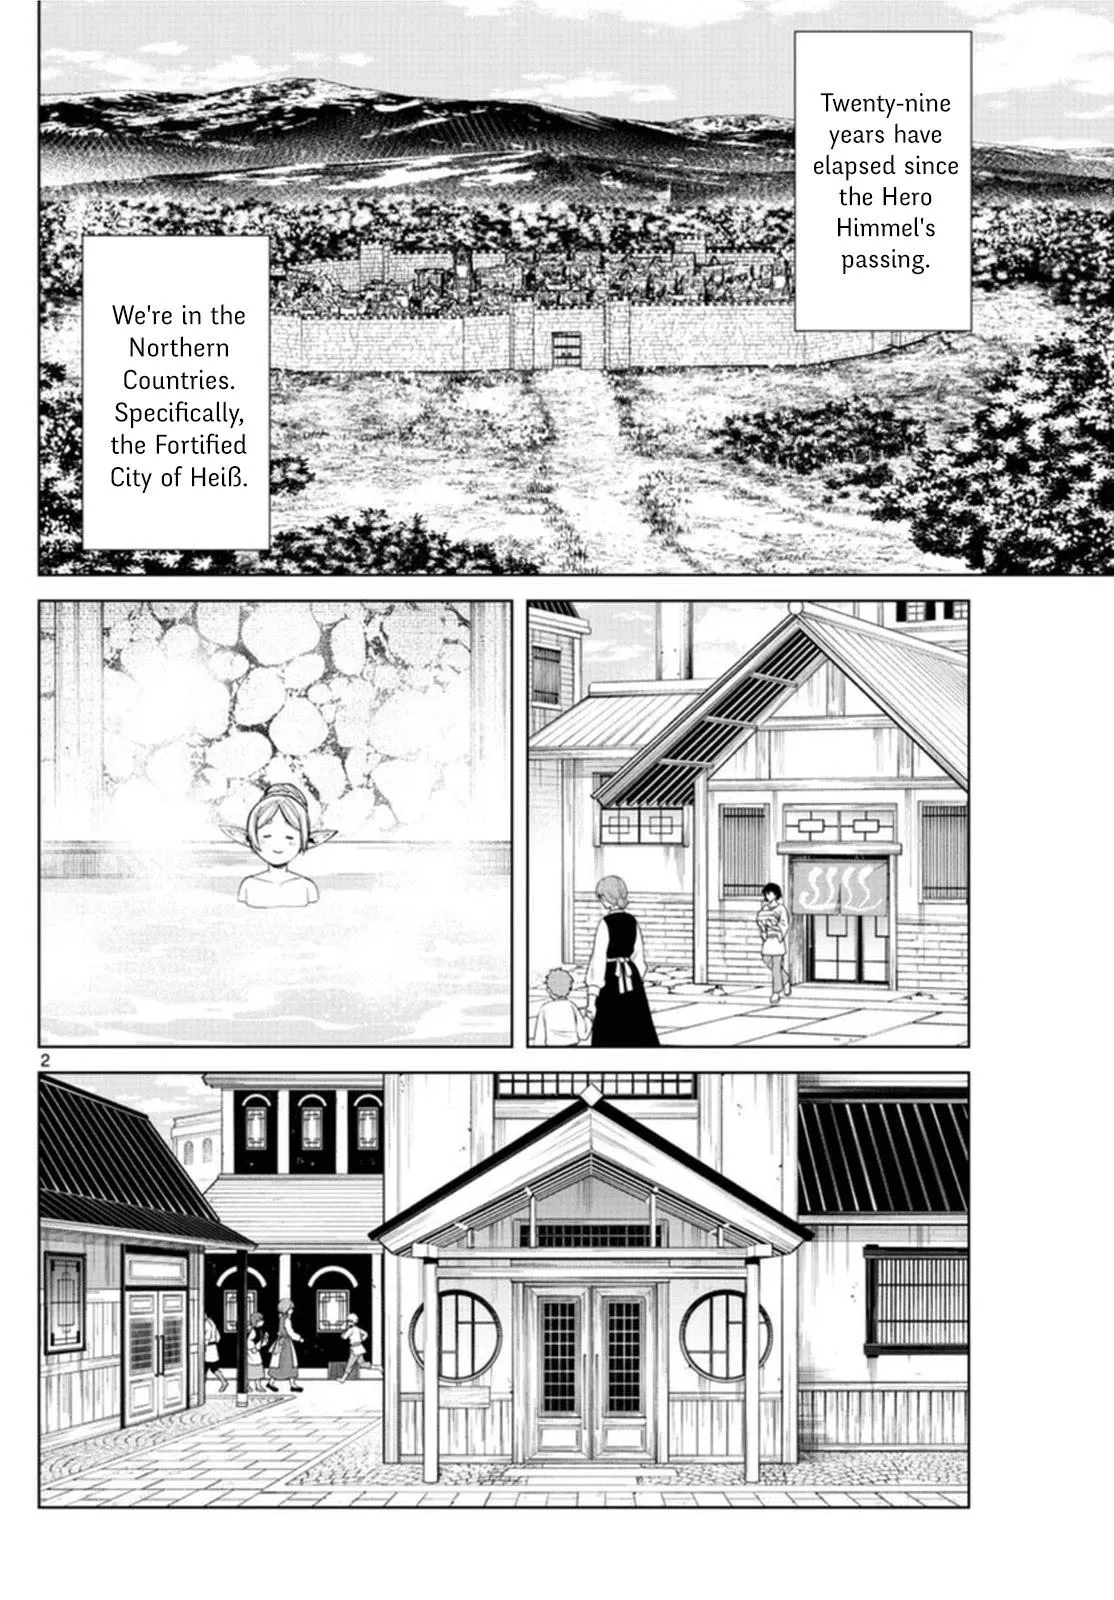 Twenty-nine
years have
elapsed since
the Hero
Himmel's
passing.
We're in the
Northern
Countries.
Specifically,
the Fortified
City of Heiß.
2